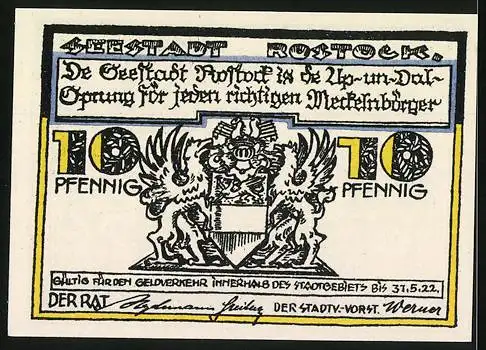 SEESTADT ROSTOCK.
De Seestadt Rostock is de Up-un-Dal-
Sprung för jeden richtigen Meckelnbörger
10 10
PFENNIG PFENNIG
GÜLTIG FÜR DEN GELDVERKEHR INNERHALB DES STADTGEBIETS BIS 31.5.22.
DER RAT DER STADTV.-VORST. Werner